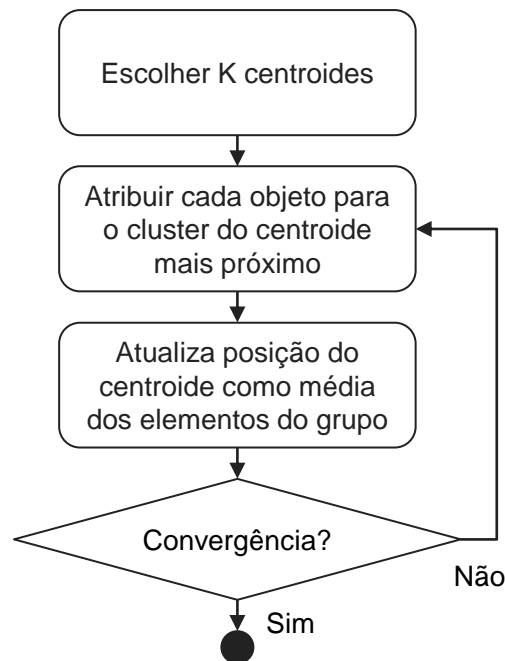 Escolher K centroides
Atribuir cada objeto para
o cluster do centroide
mais próximo
Atualiza posição do
centroide como média
dos elementos do grupo
Convergência?
Não
Sim